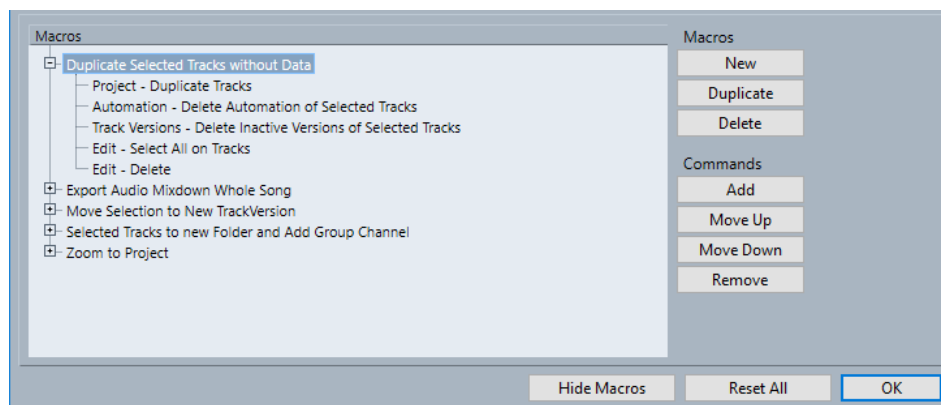 Macros
Duplicate Selected Tracks without Data
Project - Duplicate Tracks
Automation - Delete Automation of Selected Tracks
Track Versions - Delete Inactive Versions of Selected Tracks
Edit - Select All on Tracks
Edit - Delete
Export Audio Mixdown Whole Song
Move Selection to New TrackVersion
Selected Tracks to new Folder and Add Group Channel
Zoom to Project
Macros
New
Duplicate
Delete
Commands
Add
Move Up
Move Down
Remove
Hide Macros
Reset All
OK